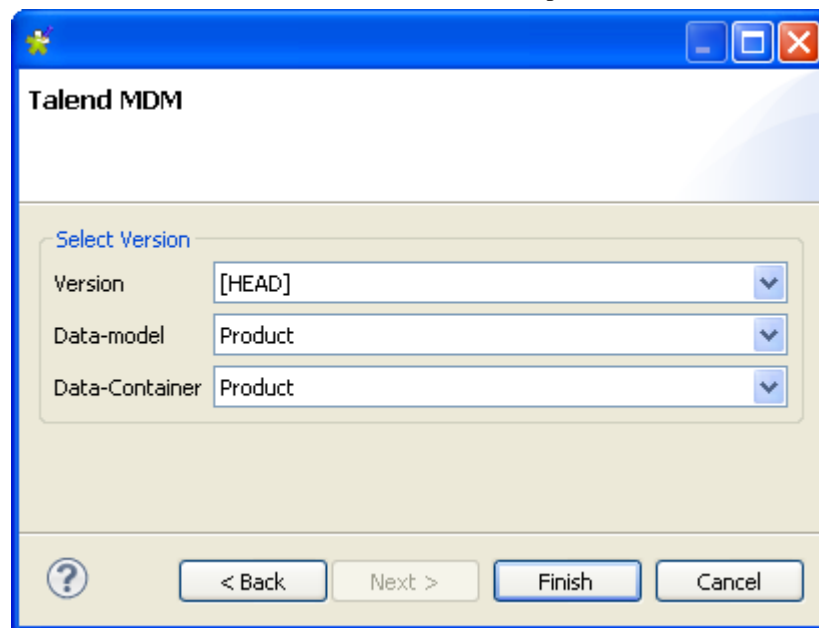 Talend MDM
Select Version
Version [HEAD]
Data-model Product
Data-Container Product
? < Back Next > Finish Cancel